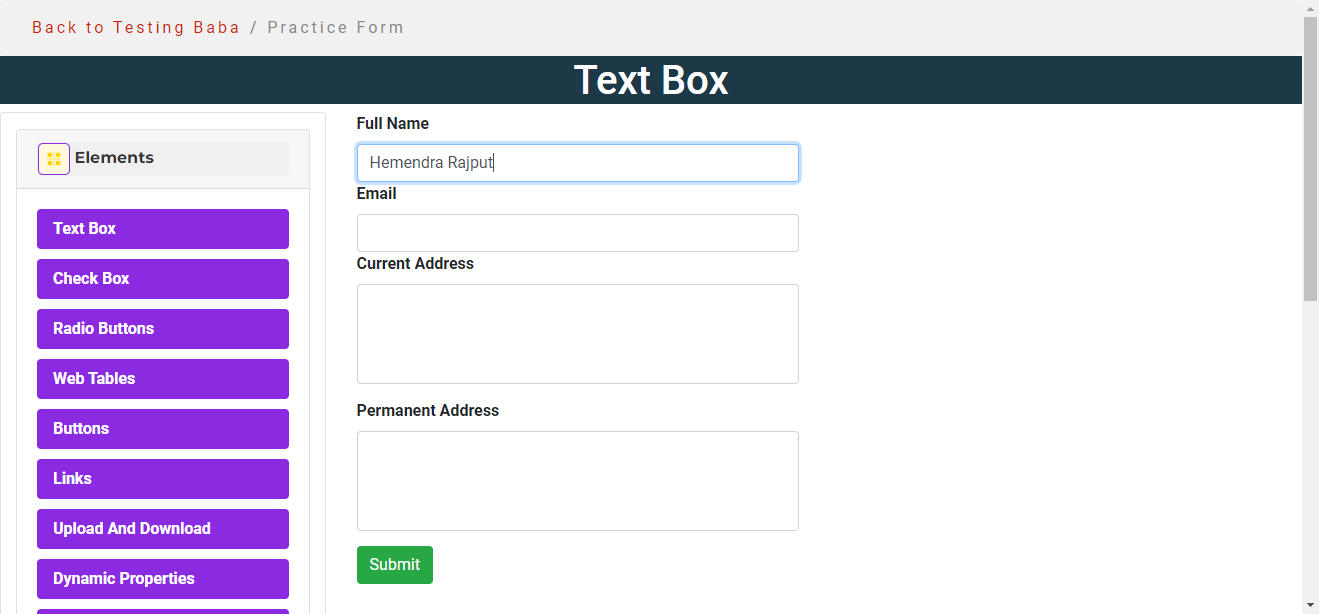 Back to Testing Baba / Practice Form
Text Box
Elements
Text Box
Check Box
Radio Buttons
Web Tables
Buttons
Links
Upload And Download
Dynamic Properties
Full Name
Hemendra Rajput
Email
Current Address
Permanent Address
Submit